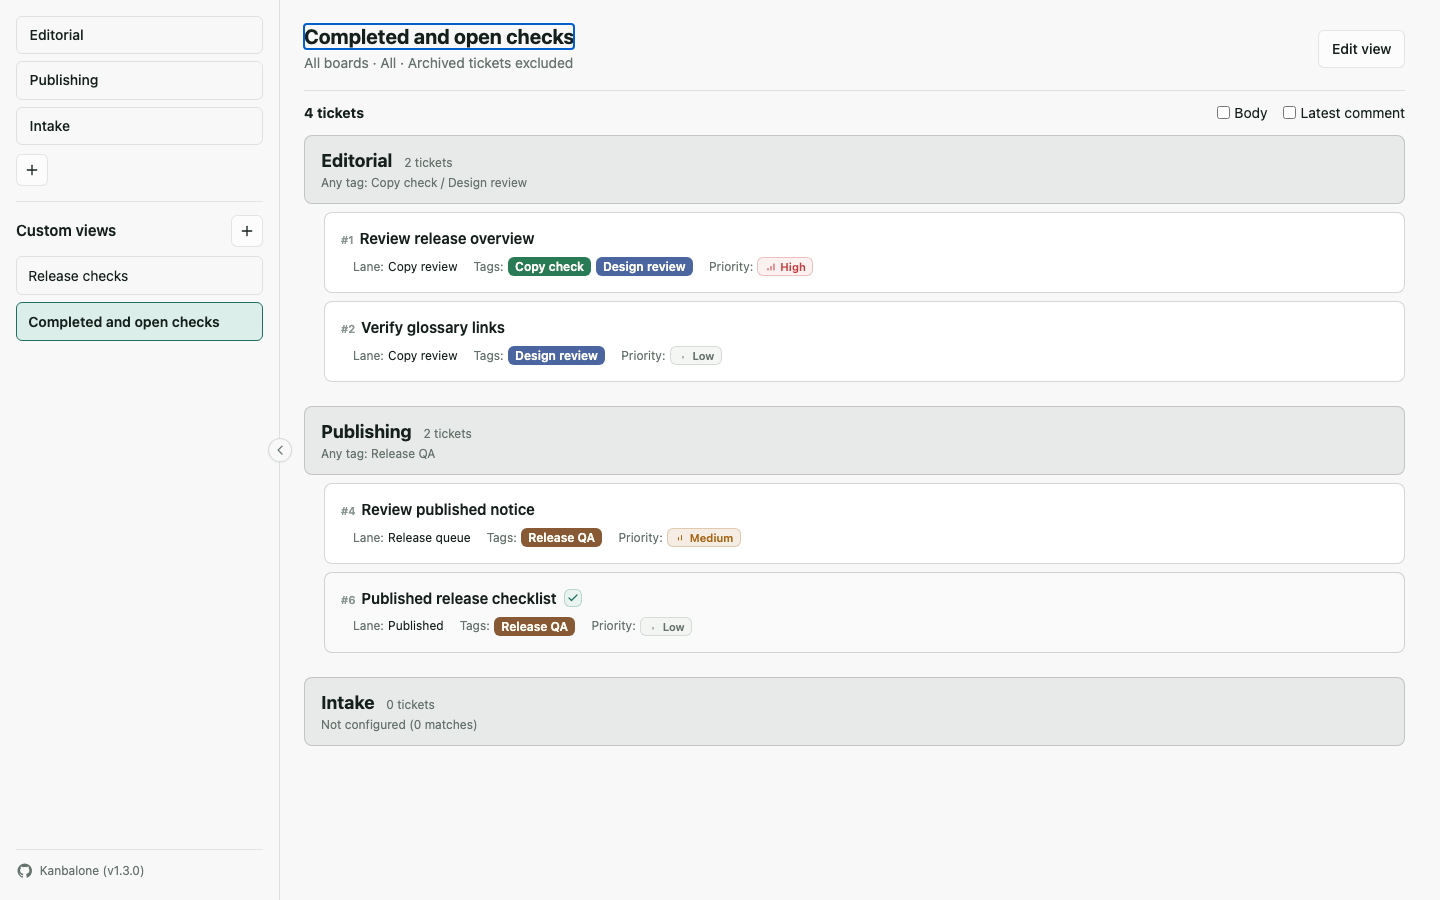 Editorial
Publishing
Intake
Custom views
Release checks
Completed and open checks
Kanbalone (v1.3.0)
Completed and open checks
All boards · All · Archived tickets excluded
Edit view
4 tickets
Body
Latest comment
Editorial 2 tickets
Any tag: Copy check / Design review
#1 Review release overview
Lane: Copy review Tags: Copy check Design review Priority: High
#2 Verify glossary links
Lane: Copy review Tags: Design review Priority: Low
Publishing 2 tickets
Any tag: Release QA
#4 Review published notice
Lane: Release queue Tags: Release QA Priority: Medium
#6 Published release checklist
Lane: Published Tags: Release QA Priority: Low
Intake 0 tickets
Not configured (0 matches)